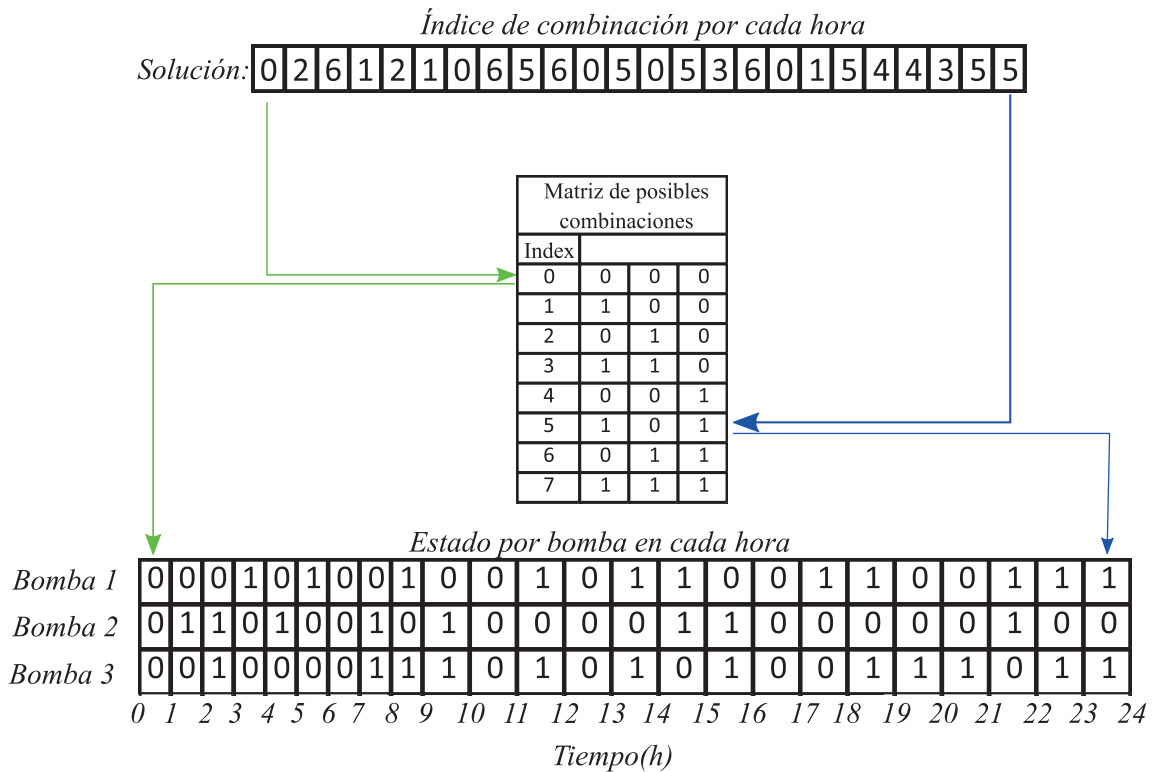 Índice de combinación por cada hora
Solución: 0 2 6 1 2 1 0 6 5 6 0 5 0 5 3 6 0 1 5 4 4 3 5 5
Matriz de posibles
combinaciones
Index
0 0 0 0
1 1 0 0
2 0 1 0
3 1 1 0
4 0 0 1
5 1 0 1
6 0 1 1
7 1 1 1
Estado por bomba en cada hora
Bomba 1 0 0 0 1 0 1 0 0 1 0 0 1 0 1 1 0 0 1 1 0 0 1 1 1
Bomba 2 0 1 1 0 1 0 0 1 0 1 0 0 0 0 1 1 0 0 0 0 0 1 0 0
Bomba 3 0 0 1 0 0 0 0 1 1 1 0 1 0 1 0 1 0 0 1 1 1 0 1 1
0 1 2 3 4 5 6 7 8 9 10 11 12 13 14 15 16 17 18 19 20 21 22 23 24
Tiempo(h)